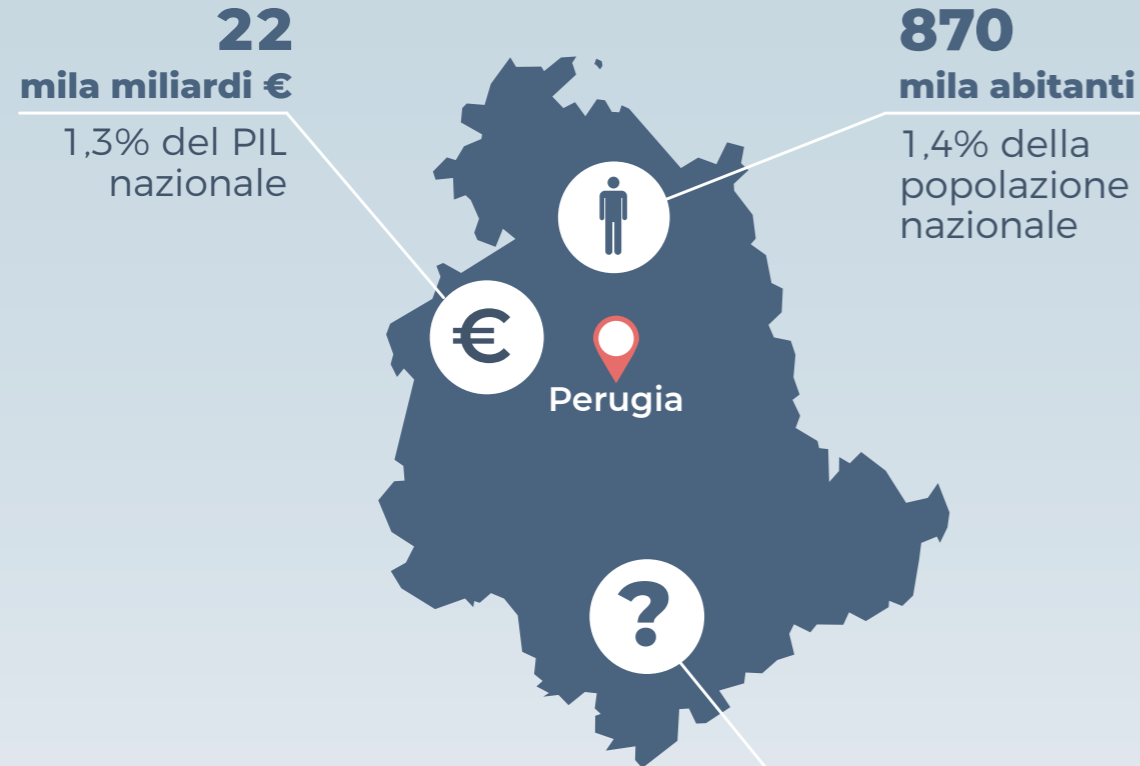 22
mila miliardi €
1,3% del PIL
nazionale
870
mila abitanti
1,4% della
popolazione
nazionale
€
Perugia
?